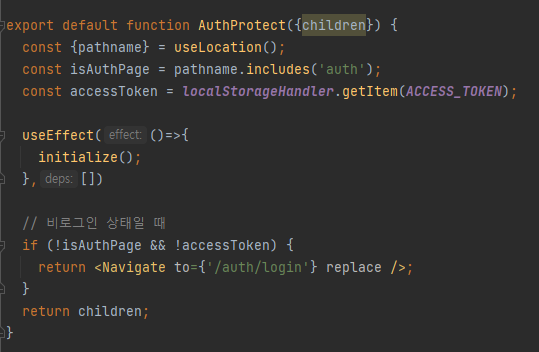 export default function AuthProtect({children}) {
const {pathname} = useLocation();
const isAuthPage = pathname.includes('auth');
const accessToken = localStorageHandler.getItem(ACCESS_TOKEN);
useEffect( effect: ()=>{
initialize();
}, deps: [])
// 비로그인 상태일 때
if (!isAuthPage && !accessToken) {
return <Navigate to={'/auth/login'} replace />;
}
return children;
}